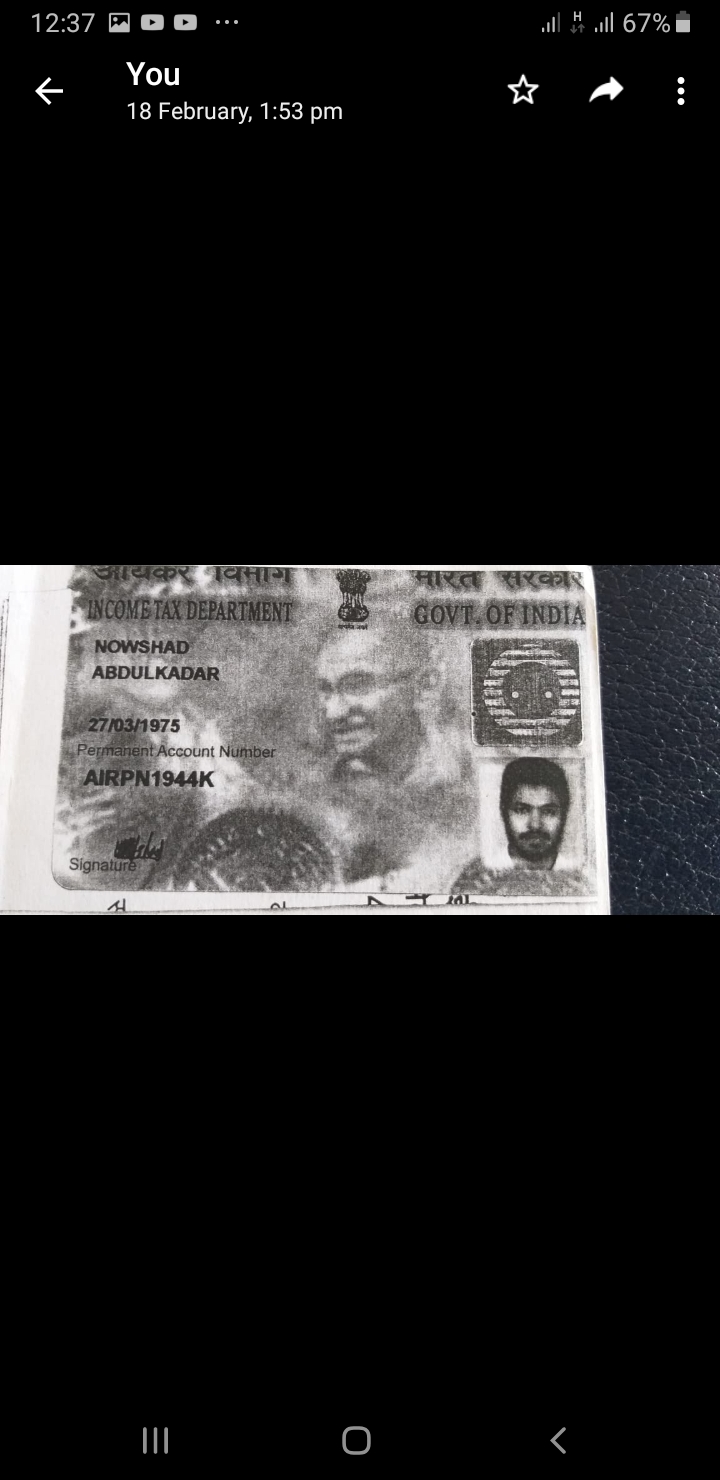 12:37 ... H 67%
You
18 February, 1:53 pm
आयकर विभाग भारत सरकार
INCOME TAX DEPARTMENT GOVT. OF INDIA
NOWSHAD
ABDULKADAR
27/03/1975
Permanent Account Number
AIRPN1944K
Signature